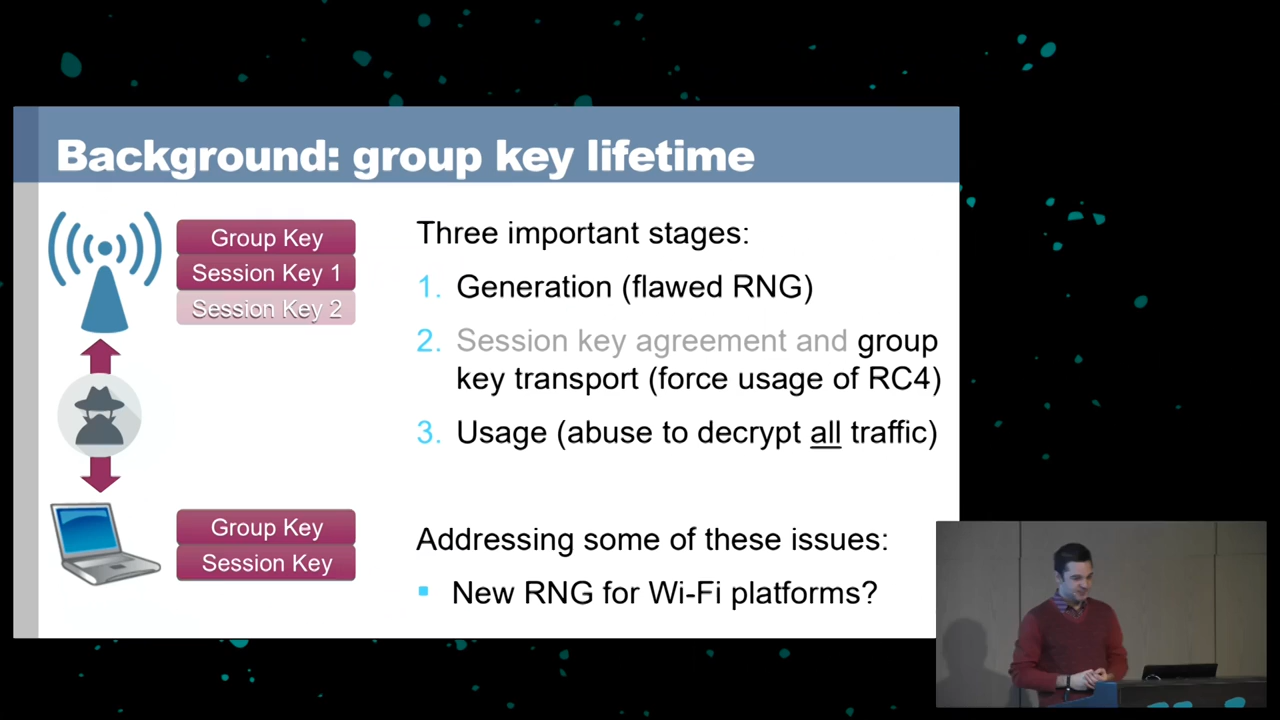 Background: group key lifetime
Group Key
Session Key 1
Session Key 2
Three important stages:
1. Generation (flawed RNG)
2. Session key agreement and group
key transport (force usage of RC4)
3. Usage (abuse to decrypt all traffic)
Group Key
Session Key
Addressing some of these issues:
▪ New RNG for Wi-Fi platforms?